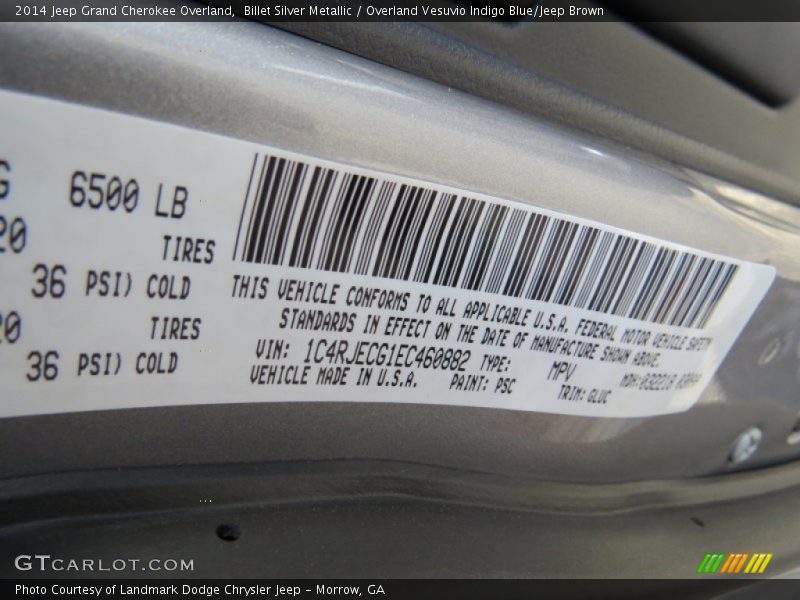 2014 Jeep Grand Cherokee Overland, Billet Silver Metallic / Overland Vesuvio Indigo Blue/Jeep Brown
G 6500 LB
20 TIRES
36 PSI) COLD
20 TIRES
36 PSI) COLD
THIS VEHICLE CONFORMS TO ALL APPLICABLE U.S.A. FEDERAL MOTOR VEHICLE SAFETY
STANDARDS IN EFFECT ON THE DATE OF MANUFACTURE SHOWN ABOVE.
VIN: 1C4RJECG1EC460882 TYPE: MPV
VEHICLE MADE IN U.S.A. PAINT: PSC TRIM: GLUC
GTCARLOT.COM
Photo Courtesy of Landmark Dodge Chrysler Jeep – Morrow, GA